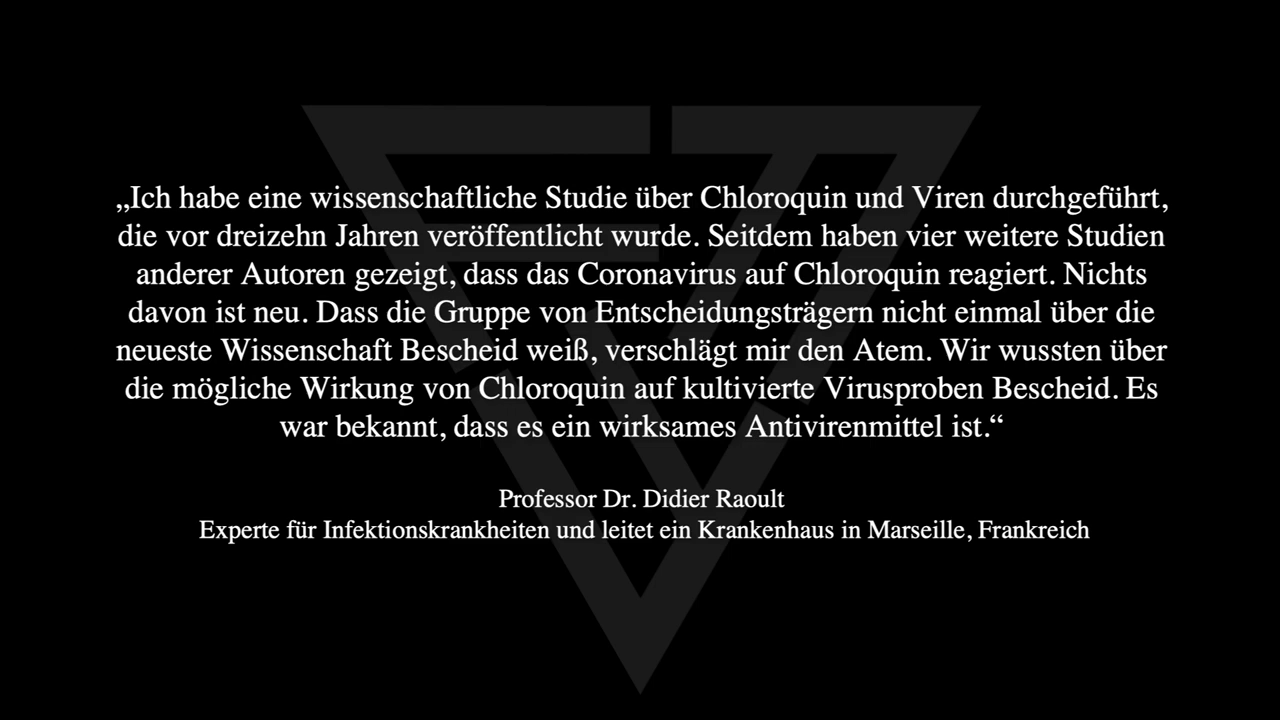 „Ich habe eine wissenschaftliche Studie über Chloroquin und Viren durchgeführt,
die vor dreizehn Jahren veröffentlicht wurde. Seitdem haben vier weitere Studien
anderer Autoren gezeigt, dass das Coronavirus auf Chloroquin reagiert. Nichts
davon ist neu. Dass die Gruppe von Entscheidungsträgern nicht einmal über die
neueste Wissenschaft Bescheid weiß, verschlägt mir den Atem. Wir wussten über
die mögliche Wirkung von Chloroquin auf kultivierte Virusproben Bescheid. Es
war bekannt, dass es ein wirksames Antivirenmittel ist.“
Professor Dr. Didier Raoult
Experte für Infektionskrankheiten und leitet ein Krankenhaus in Marseille, Frankreich